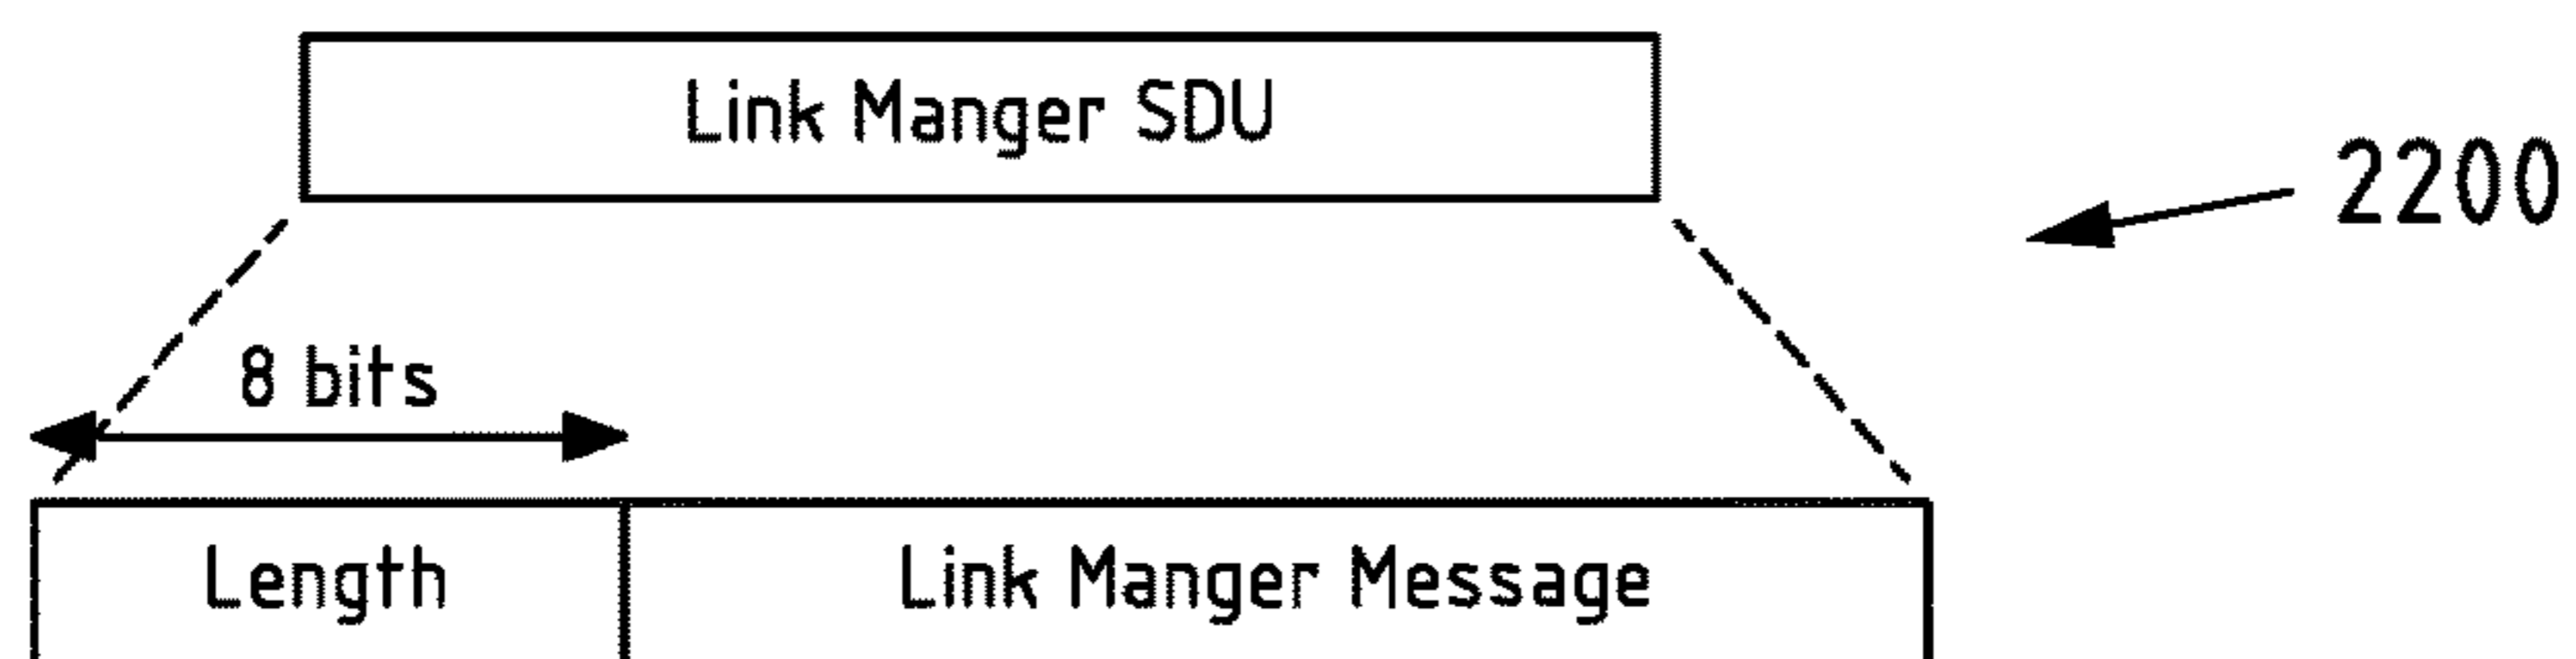 Link Manger SDU
2200
8 bits
Length
Link Manger Message